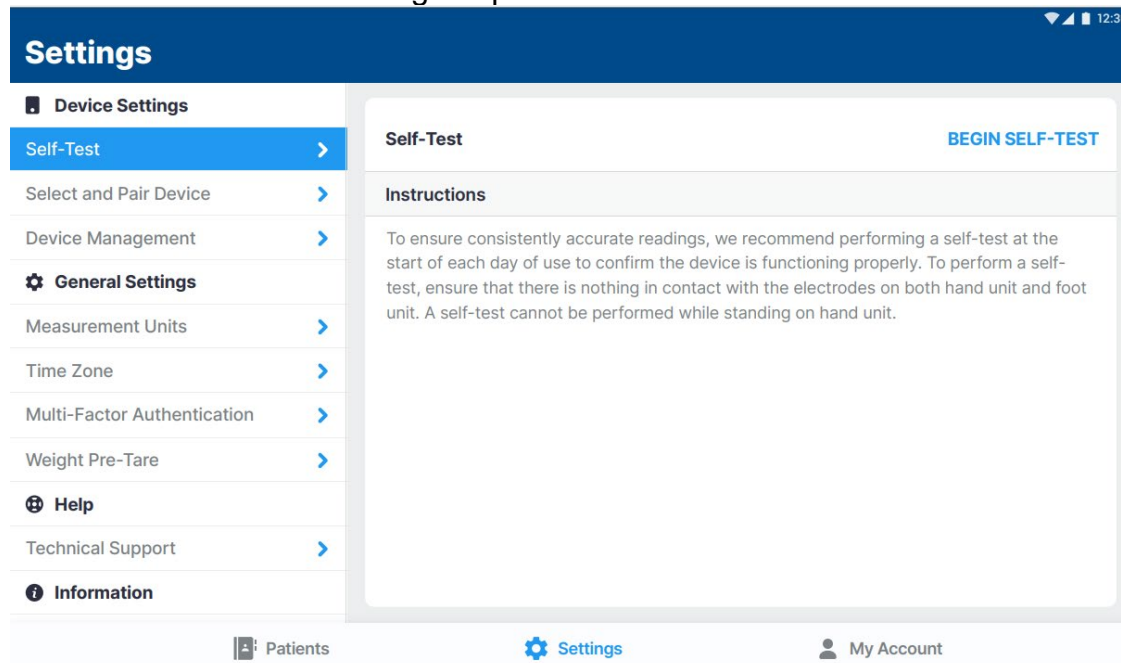 12:3
Settings
Device Settings
Self-Test
Select and Pair Device
Device Management
General Settings
Measurement Units
Time Zone
Multi-Factor Authentication
Weight Pre-Tare
Help
Technical Support
Information
Self-Test
BEGIN SELF-TEST
Instructions
To ensure consistently accurate readings, we recommend performing a self-test at the
start of each day of use to confirm the device is functioning properly. To perform a self-
test, ensure that there is nothing in contact with the electrodes on both hand unit and foot
unit. A self-test cannot be performed while standing on hand unit.
Patients
Settings
My Account